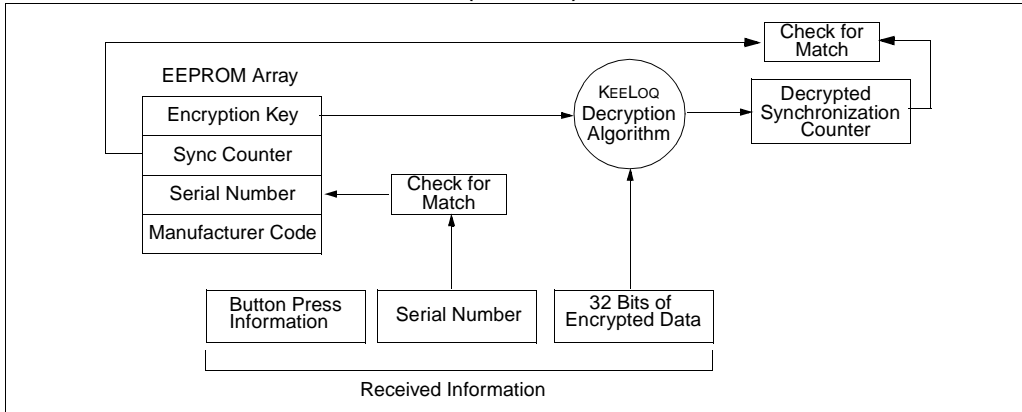 Check for
Match
EEPROM Array
KEELOQ
Decryption
Algorithm
Decrypted
Synchronization
Counter
Encryption Key
Sync Counter
Serial Number
Manufacturer Code
Check for
Match
Button Press
Information
Serial Number
32 Bits of
Encrypted Data
Received Information